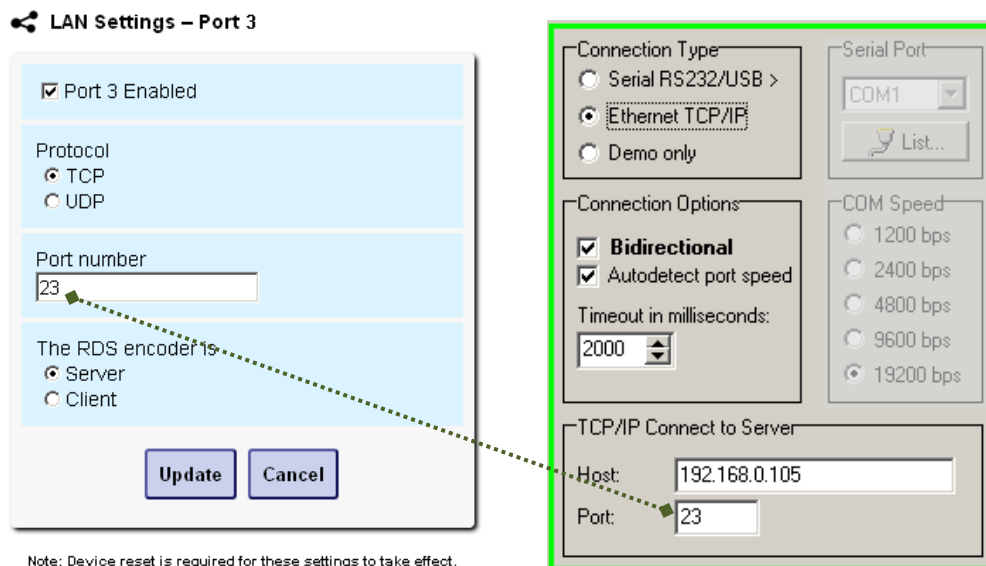 LAN Settings – Port 3
Port 3 Enabled
Protocol
TCP
UDP
Port number
23
The RDS encoder is
Server
Client
Update Cancel
Note: Device reset is required for these settings to take effect.
Connection Type
Serial RS232/USB >
Ethernet TCP/IP
Demo only
Serial Port
COM1
List...
Connection Options
Bidirectional
Autodetect port speed
Timeout in milliseconds:
2000
COM Speed
1200 bps
2400 bps
4800 bps
9600 bps
19200 bps
TCP/IP Connect to Server
Host: 192.168.0.105
Port: 23